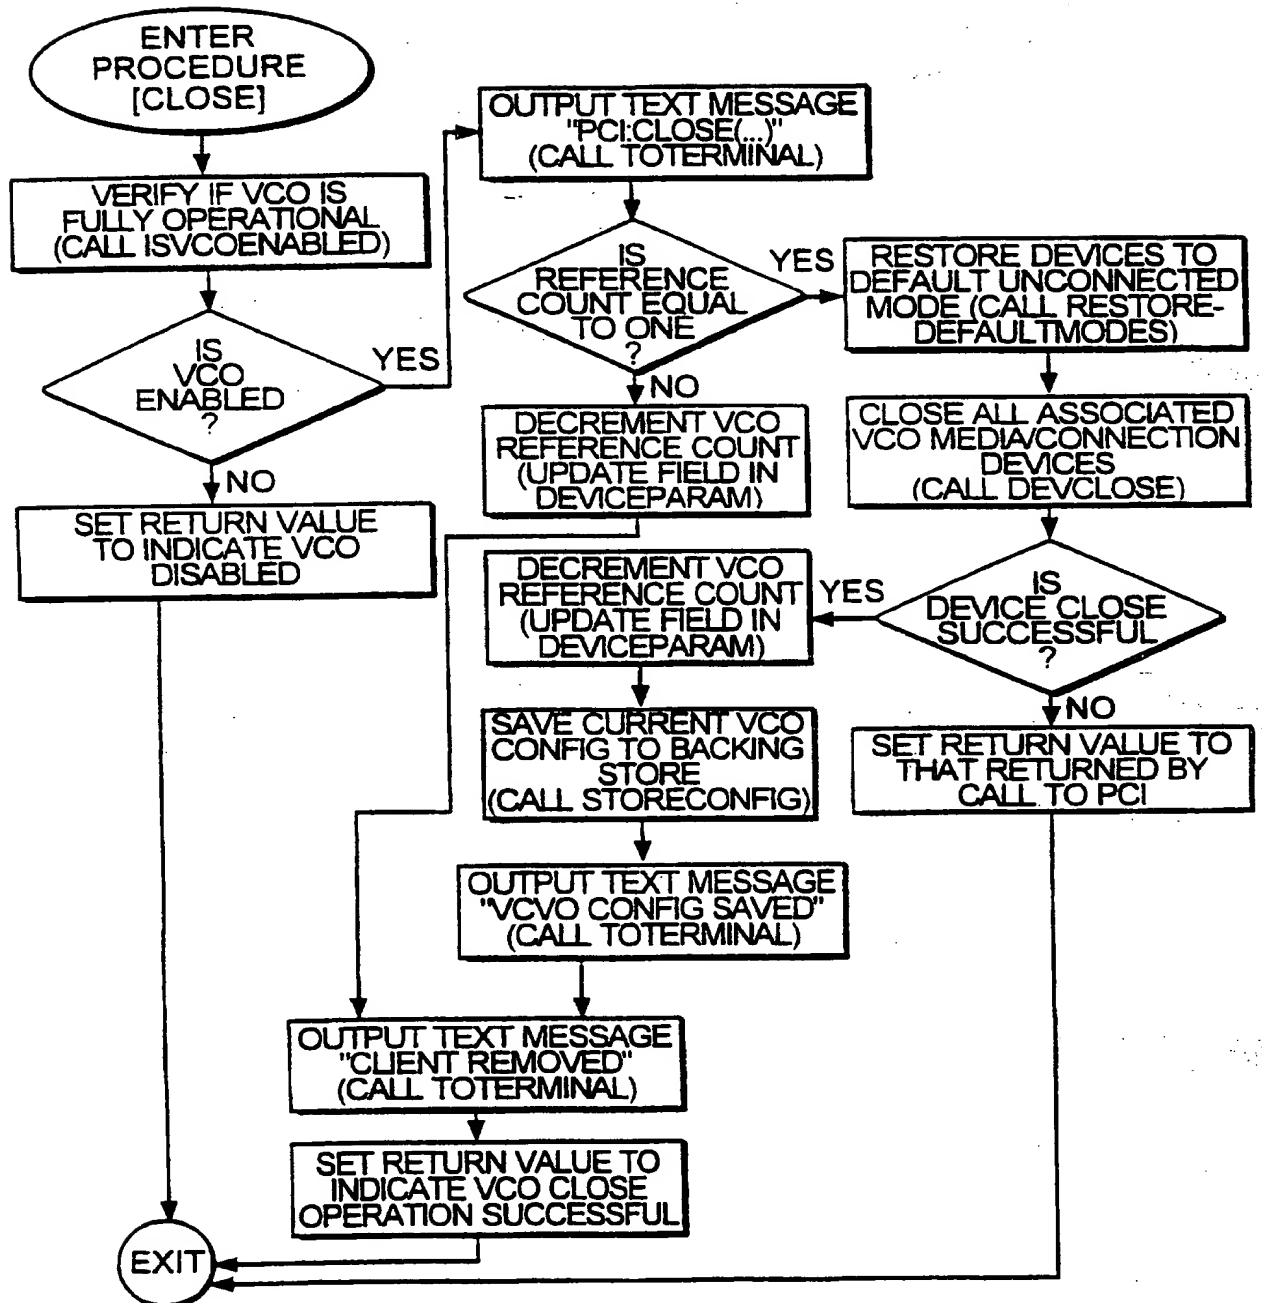 ENTER
PROCEDURE
[CLOSE]
VERIFY IF VCO IS
FULLY OPERATIONAL
(CALL ISVCOENABLED)
IS
VCO
ENABLED
?
YES
NO
SET RETURN VALUE
TO INDICATE VCO
DISABLED
OUTPUT TEXT MESSAGE
"PCI:CLOSE(...)"
(CALL TOTERMINAL)
IS
REFERENCE
COUNT EQUAL
TO ONE
?
YES
NO
RESTORE DEVICES TO
DEFAULT UNCONNECTED
MODE (CALL RESTORE-
DEFAULTMODES)
DECREMENT VCO
REFERENCE COUNT
(UPDATE FIELD IN
DEVICEPARAM)
CLOSE ALL ASSOCIATED
VCO MEDIA/CONNECTION
DEVICES
(CALL DEVCLOSE)
IS
DEVICE CLOSE
SUCCESSFUL
?
YES
NO
DECREMENT VCO
REFERENCE COUNT
(UPDATE FIELD IN
DEVICEPARAM)
SET RETURN VALUE TO
THAT RETURNED BY
CALL TO PCI
SAVE CURRENT VCO
CONFIG TO BACKING
STORE
(CALL STORECONFIG)
OUTPUT TEXT MESSAGE
"VCVO CONFIG SAVED"
(CALL TOTERMINAL)
OUTPUT TEXT MESSAGE
"CLIENT REMOVED"
(CALL TOTERMINAL)
SET RETURN VALUE TO
INDICATE VCO CLOSE
OPERATION SUCCESSFUL
EXIT